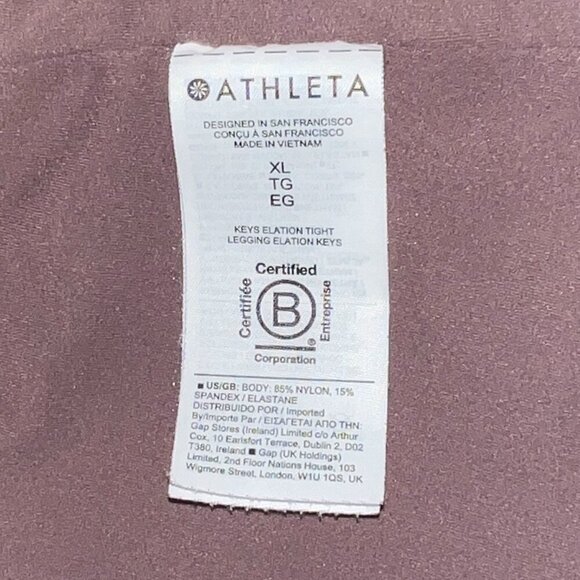 ATHLETA
DESIGNED IN SAN FRANCISCO
CONÇU À SAN FRANCISCO
MADE IN VIETNAM
XL
TG
EG
KEYS ELATION TIGHT
LEGGING ELATION KEYS
Certified
Certifiée
B
Entreprise
®
Corporation
■ US/GB: BODY: 85% NYLON, 15%
SPANDEX / ELASTANE
DISTRIBUIDO POR / Imported
By/Importe Par / ΕΙΣΑΓΕΤΑΙ ΑΠΟ ΤΗΝ:
Gap Stores (Ireland) Limited c/o Arthur
Cox, 10 Earlsfort Terrace, Dublin 2, D02
T380, Ireland ■ Gap (UK Holdings)
Limited, 2nd Floor Nations House, 103
Wigmore Street, London, W1U 1QS, UK